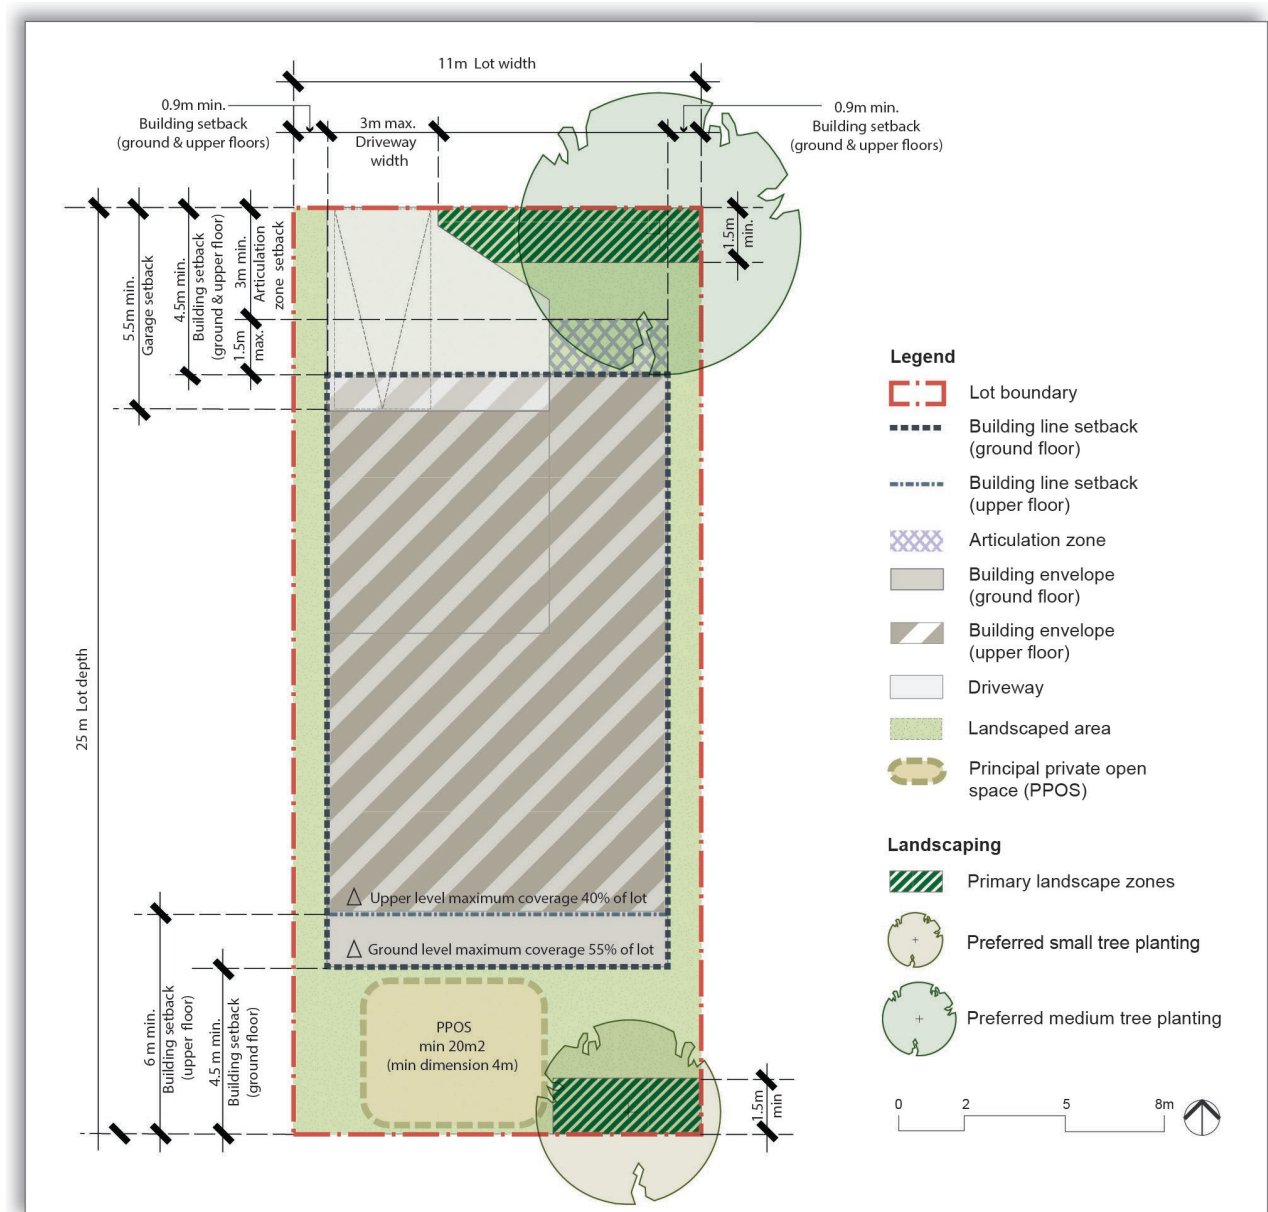 11m Lot width
0.9m min.
Building setback
(ground & upper floors)
3m max.
Driveway
width
0.9m min.
Building setback
(ground & upper floors)
5.5m min.
Garage setback
4.5m min.
Building setback
(ground & upper floor)
3m min.
Articulation
zone setback
1.5m
max.
1.5m
min.
25 m Lot depth
Legend
Lot boundary
Building line setback
(ground floor)
Building line setback
(upper floor)
Articulation zone
Building envelope
(ground floor)
Building envelope
(upper floor)
Driveway
Landscaped area
Principal private open
space (PPOS)
Landscaping
Primary landscape zones
Preferred small tree planting
Preferred medium tree planting
0 2 5 8m
Upper level maximum coverage 40% of lot
Ground level maximum coverage 55% of lot
6 m min.
Building setback
(upper floor)
4.5 m min.
Building setback
(ground floor)
PPOS
min 20m2
(min dimension 4m)
1.5m
min